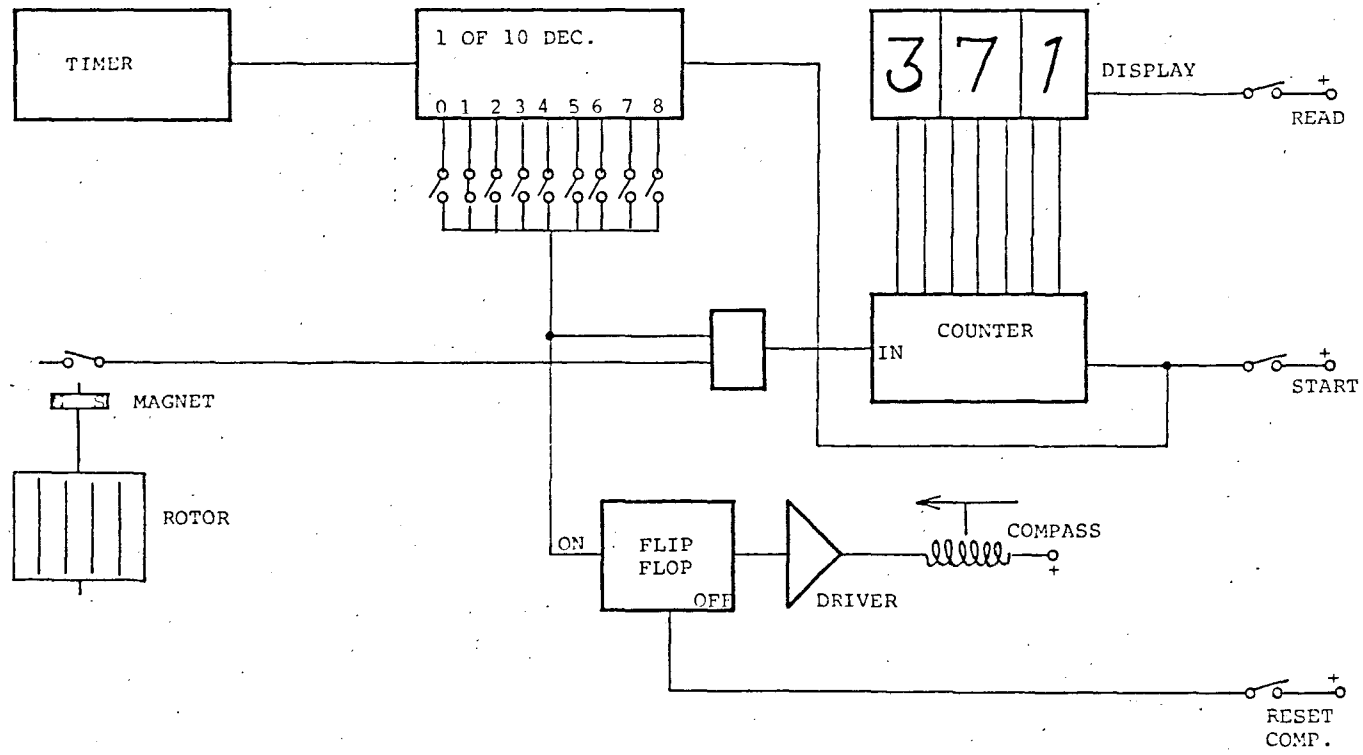 TIMER
1 OF 10 DEC.
0 1 2 3 4 5 6 7 8
3 7 1
DISPLAY
+
READ
IN
COUNTER
+
START
S
MAGNET
ROTOR
ON
FLIP
FLOP
OFF
DRIVER
COMPASS
+
+
RESET
COMP.